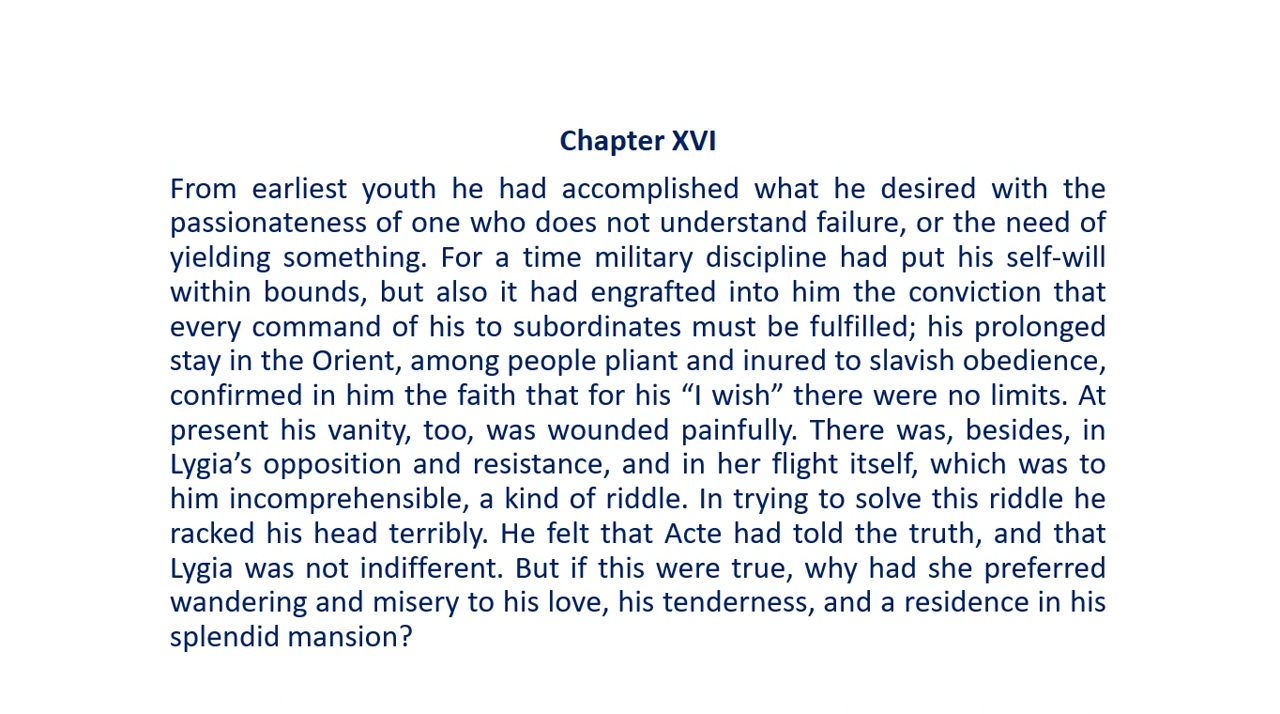 Chapter XVI
From earliest youth he had accomplished what he desired with the
passionateness of one who does not understand failure, or the need of
yielding something. For a time military discipline had put his self-will
within bounds, but also it had engrafted into him the conviction that
every command of his to subordinates must be fulfilled; his prolonged
stay in the Orient, among people pliant and inured to slavish obedience,
confirmed in him the faith that for his “I wish” there were no limits. At
present his vanity, too, was wounded painfully. There was, besides, in
Lygia’s opposition and resistance, and in her flight itself, which was to
him incomprehensible, a kind of riddle. In trying to solve this riddle he
racked his head terribly. He felt that Acte had told the truth, and that
Lygia was not indifferent. But if this were true, why had she preferred
wandering and misery to his love, his tenderness, and a residence in his
splendid mansion?